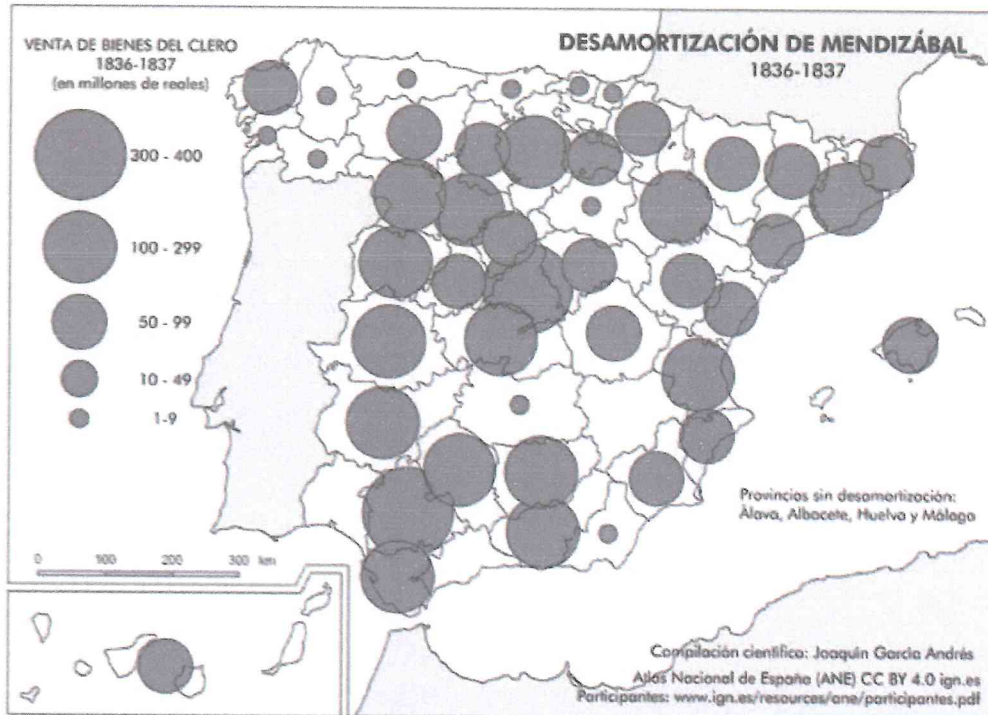 VENTA DE BIENES DEL CLERO
1836-1837
(en millones de reales)
300 - 400
100 - 299
50 - 99
10 - 49
1-9
DESAMORTIZACIÓN DE MENDIZÁBAL
1836-1837
Provincias sin desamortización:
Álava, Albacete, Huelva y Málaga
0 100 200 300 km
Compilación científica: Joaquín García Andrés
Atlas Nacional de España (ANE) CC BY 4.0 ign.es
Participantes: www.ign.es/resources/ane/participantes.pdf